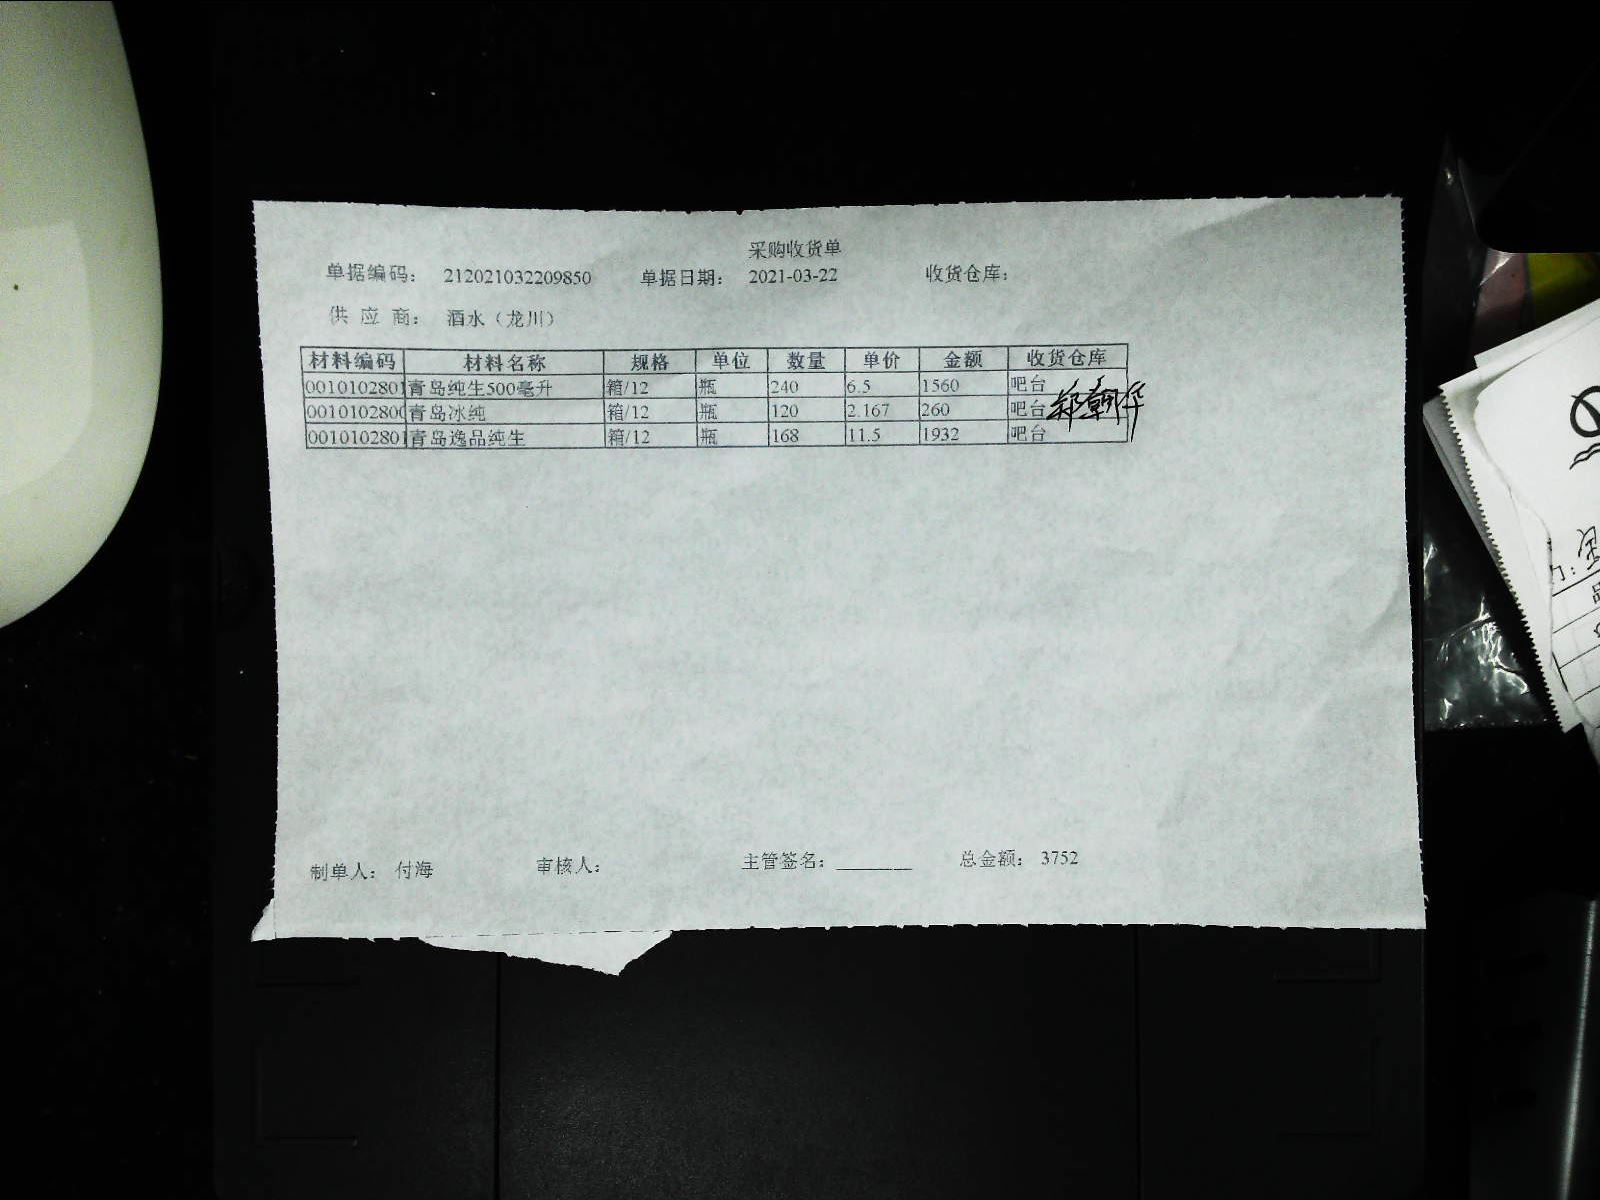 采购收货单
单据编码： 212021032209850 单据日期： 2021-03-22 收货仓库：
供 应 商： 酒水（龙川）
材料编码 材料名称 规格 单位 数量 单价 金额 收货仓库
0010102801 青岛纯生500毫升 箱/12 瓶 240 6.5 1560 吧台
0010102800 青岛冰纯 箱/12 瓶 120 2.167 260 吧台
0010102801 青岛逸品纯生 箱/12 瓶 168 11.5 1932 吧台
郑朝华
制单人： 付海 审核人： 主管签名： 总金额： 3752